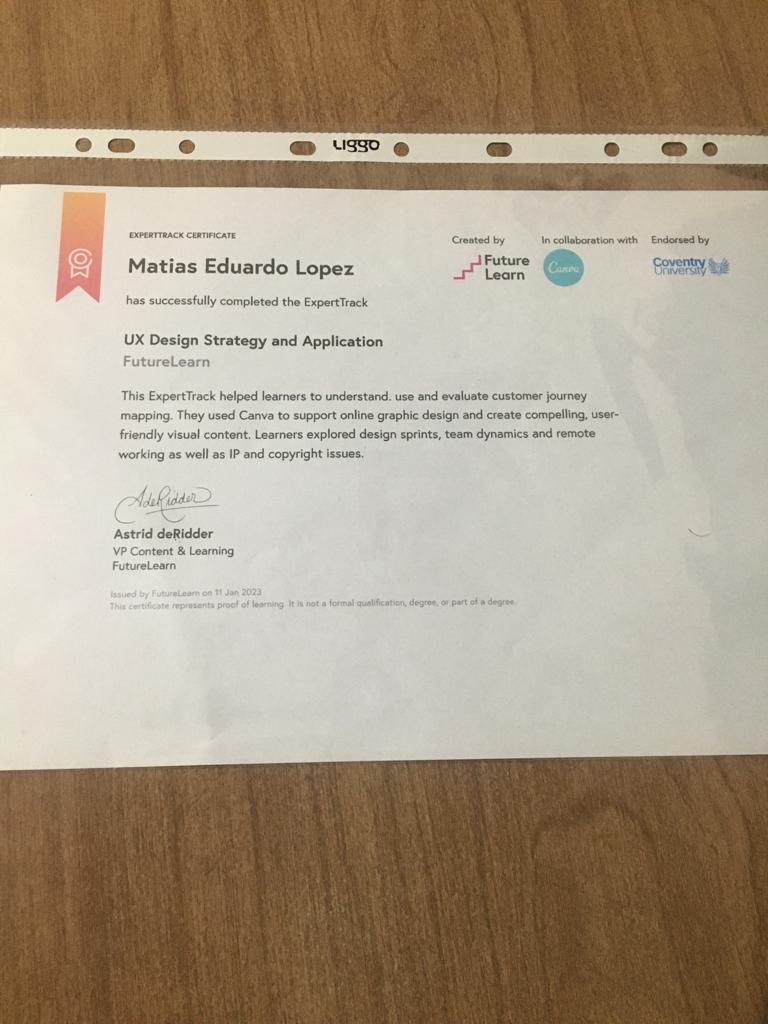 LIGGO
EXPERTTRACK CERTIFICATE
Matias Eduardo Lopez
has successfully completed the ExpertTrack
Created by
Future
Learn
In collaboration with
Canva
Endorsed by
Coventry
University
UX Design Strategy and Application
FutureLearn
This ExpertTrack helped learners to understand. use and evaluate customer journey
mapping. They used Canva to support online graphic design and create compelling, user-
friendly visual content. Learners explored design sprints, team dynamics and remote
working as well as IP and copyright issues.
AdeRidder
Astrid deRidder
VP Content & Learning
FutureLearn
Issued by FutureLearn on 11 Jan 2023
This certificate represents proof of learning. It is not a formal qualification, degree, or part of a degree.